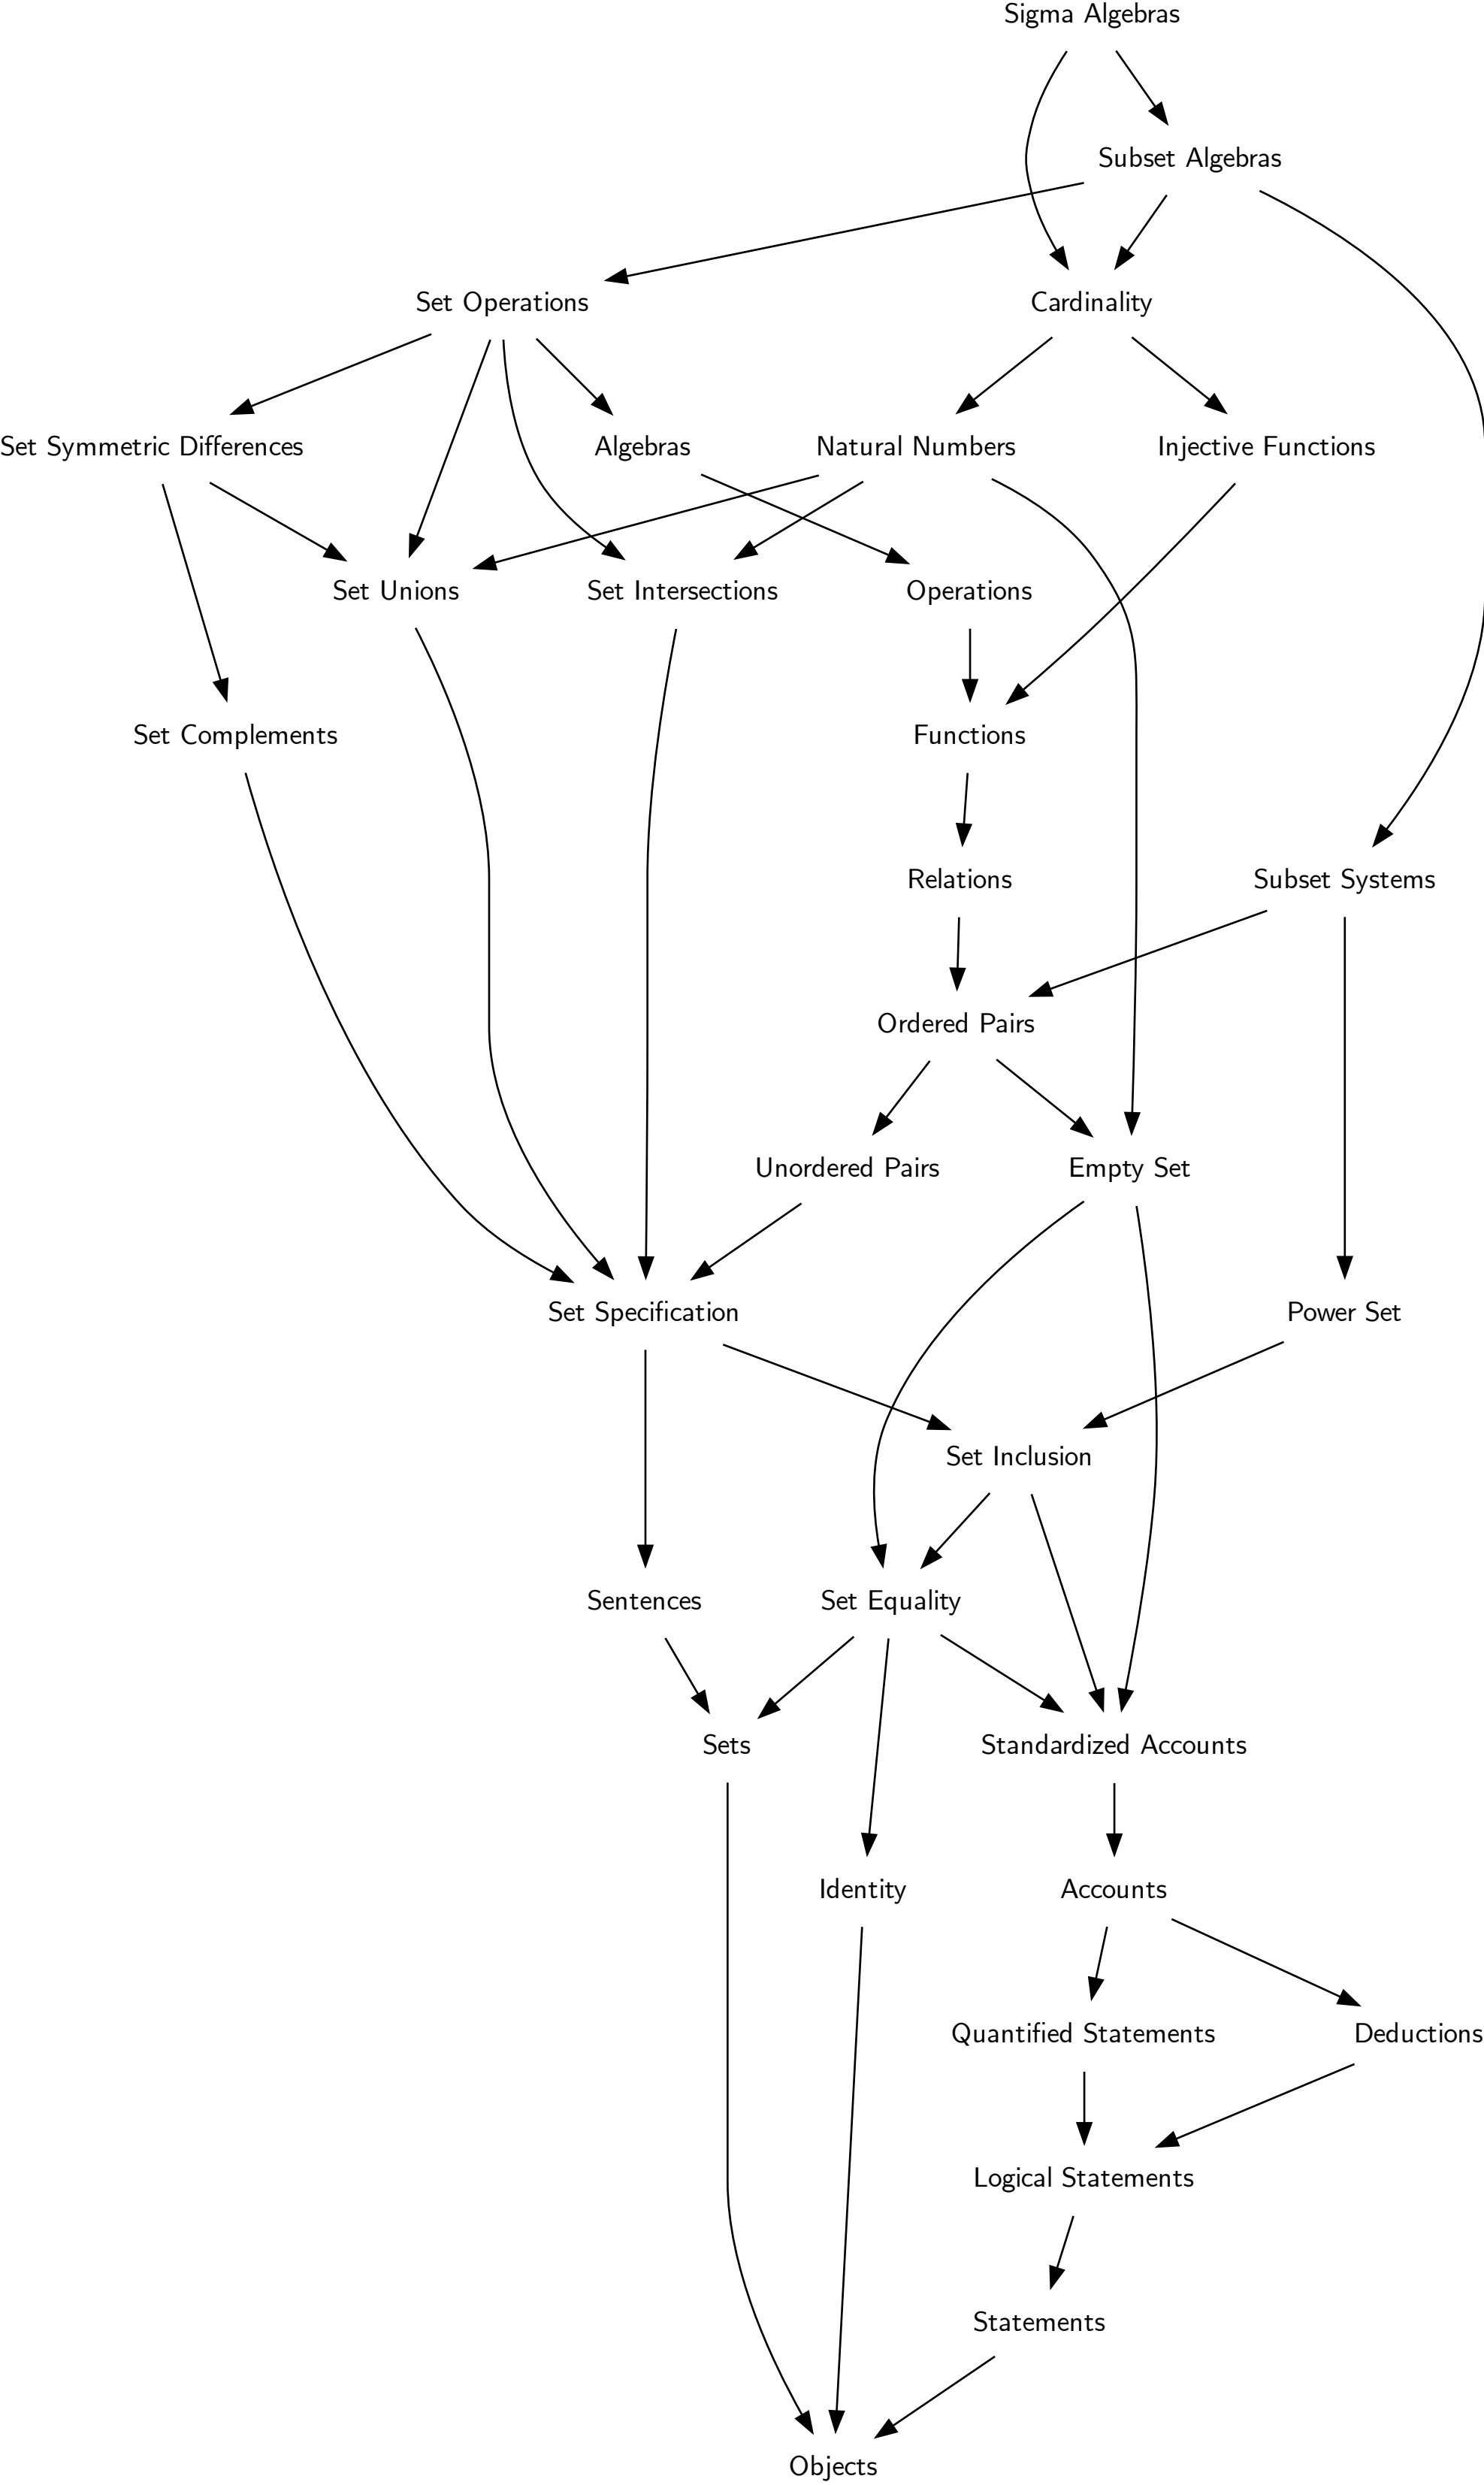 Sigma Algebras
Subset Algebras
Set Operations
Cardinality
Set Symmetric Differences
Algebras
Natural Numbers
Injective Functions
Set Unions
Set Intersections
Operations
Set Complements
Functions
Relations
Subset Systems
Ordered Pairs
Unordered Pairs
Empty Set
Set Specification
Power Set
Set Inclusion
Sentences
Set Equality
Sets
Standardized Accounts
Identity
Accounts
Quantified Statements
Deductions
Logical Statements
Statements
Objects